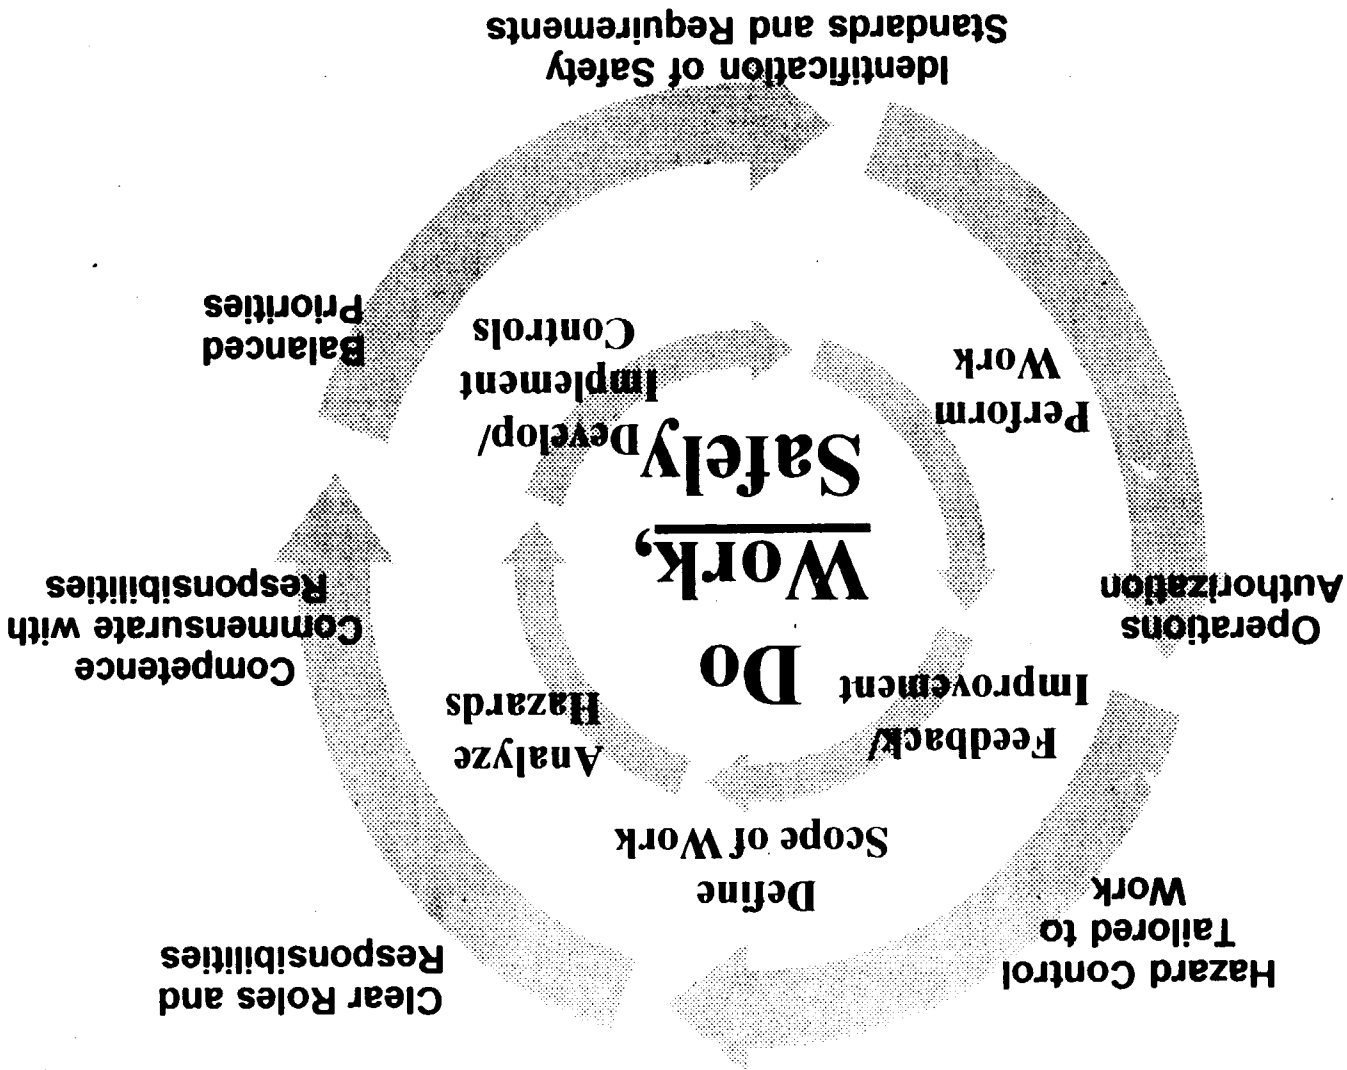 Hazard Control
Tailored to
Work
Clear Roles and
Responsibilities
Define
Scope of Work
Feedback/
Improvement
Analyze
Hazards
Operations
Authorization
Competence
Commensurate with
Responsibilities
Do
Work,
Safely
Perform
Work
Develop/
Implement
Controls
Balanced
Priorities
Identification of Safety
Standards and Requirements